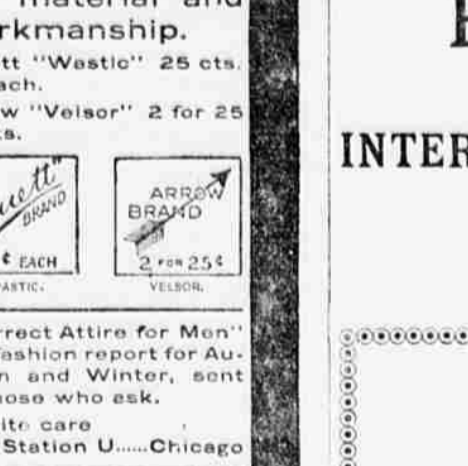 material and
rkmanship.
tt "Wastic" 25 cts.
ach.
w "Velsor" 2 for 25
s.
uett"
BRAND
¢ EACH
ASTIC.
ARROW
BRAND
2 FOR 25¢
VELSOR.
rrect Attire for Men"
ashion report for Au-
n and Winter, sent
hose who ask.
ite care
Station U......Chicago
INTER